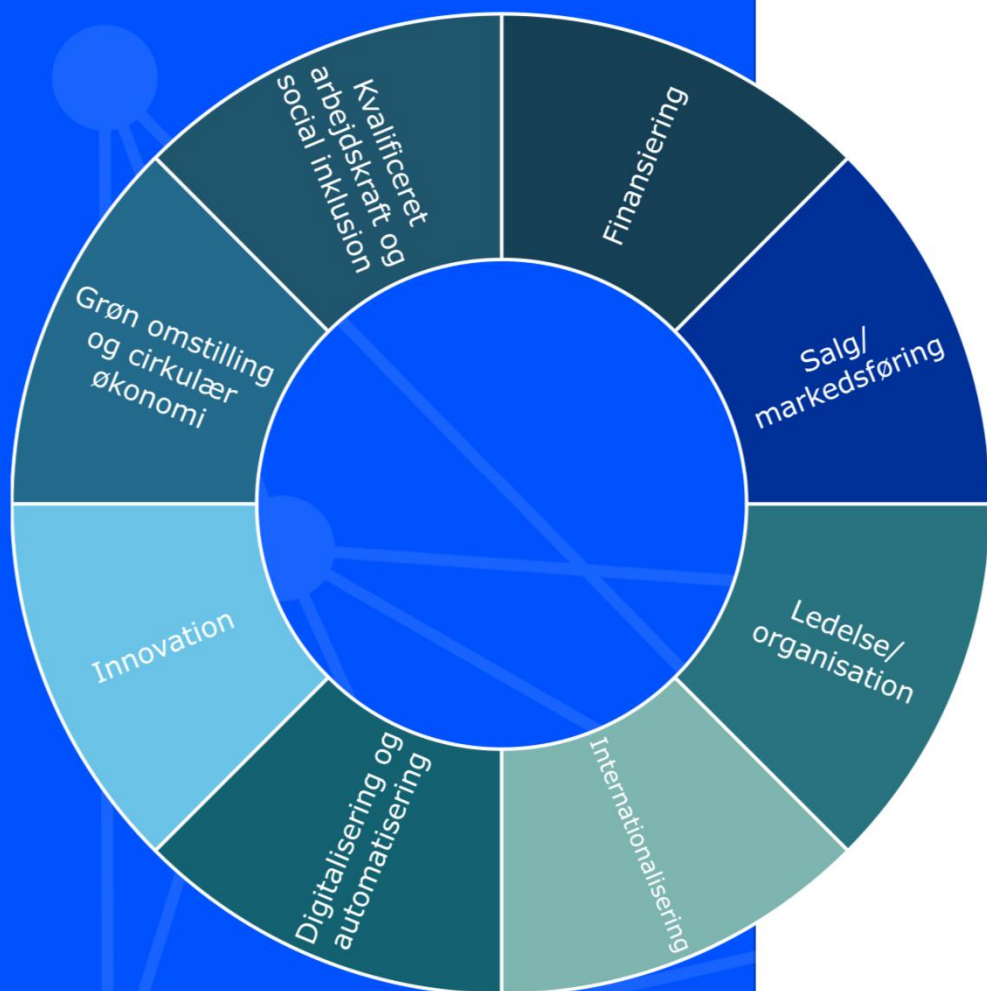 Finansiering
Salg/
markedsføring
Ledelse/
organisation
Internationalisering
Digitalisering og
automatisering
Innovation
Grøn omstilling
og cirkulær
økonomi
Kvalificeret
arbejdskraft og
social inklusion